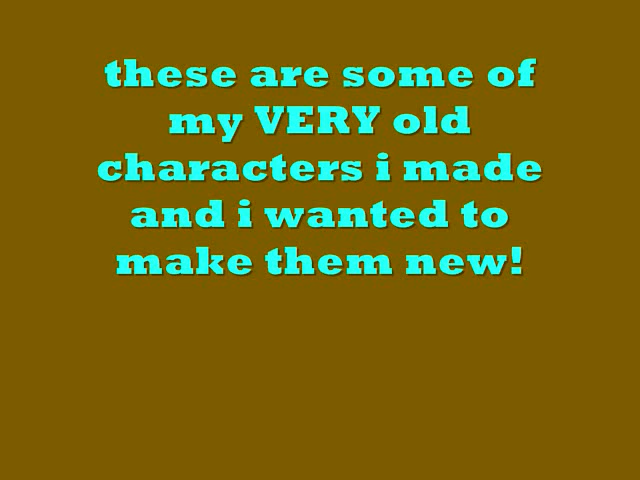 these are some of
my VERY old
characters i made
and i wanted to
make them new!